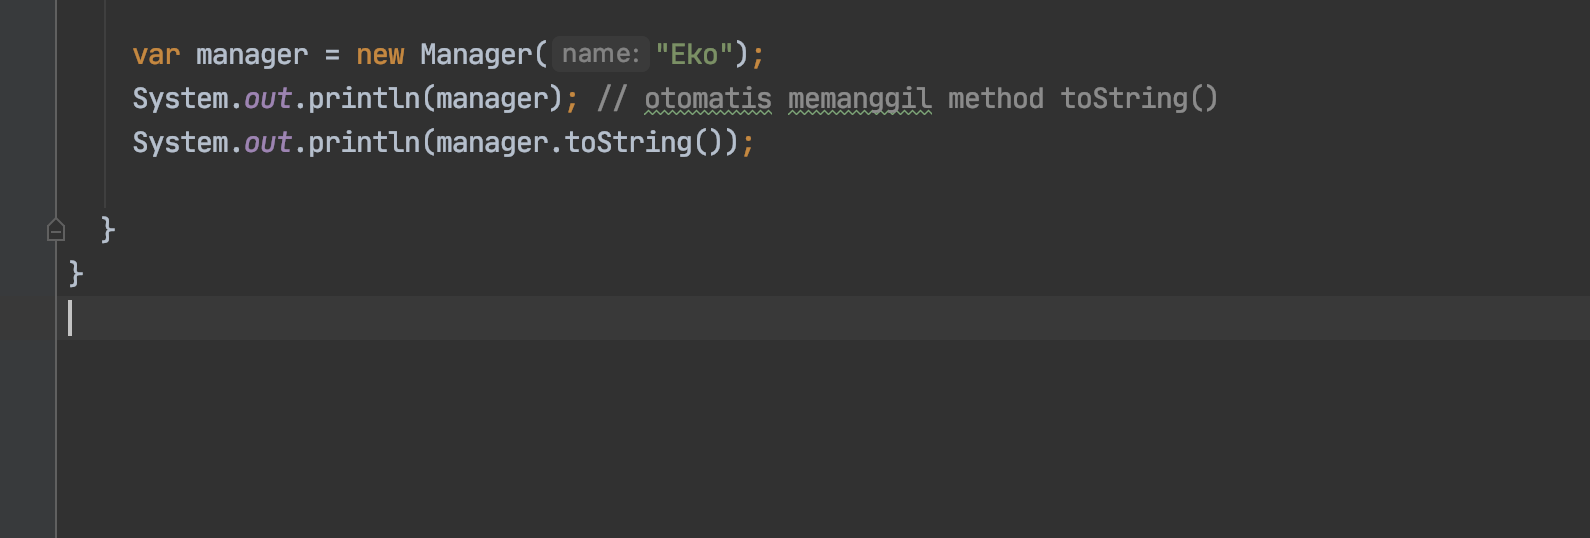 var manager = new Manager( name: "Eko");
System.out.println(manager); // otomatis memanggil method toString()
System.out.println(manager.toString());
}
}